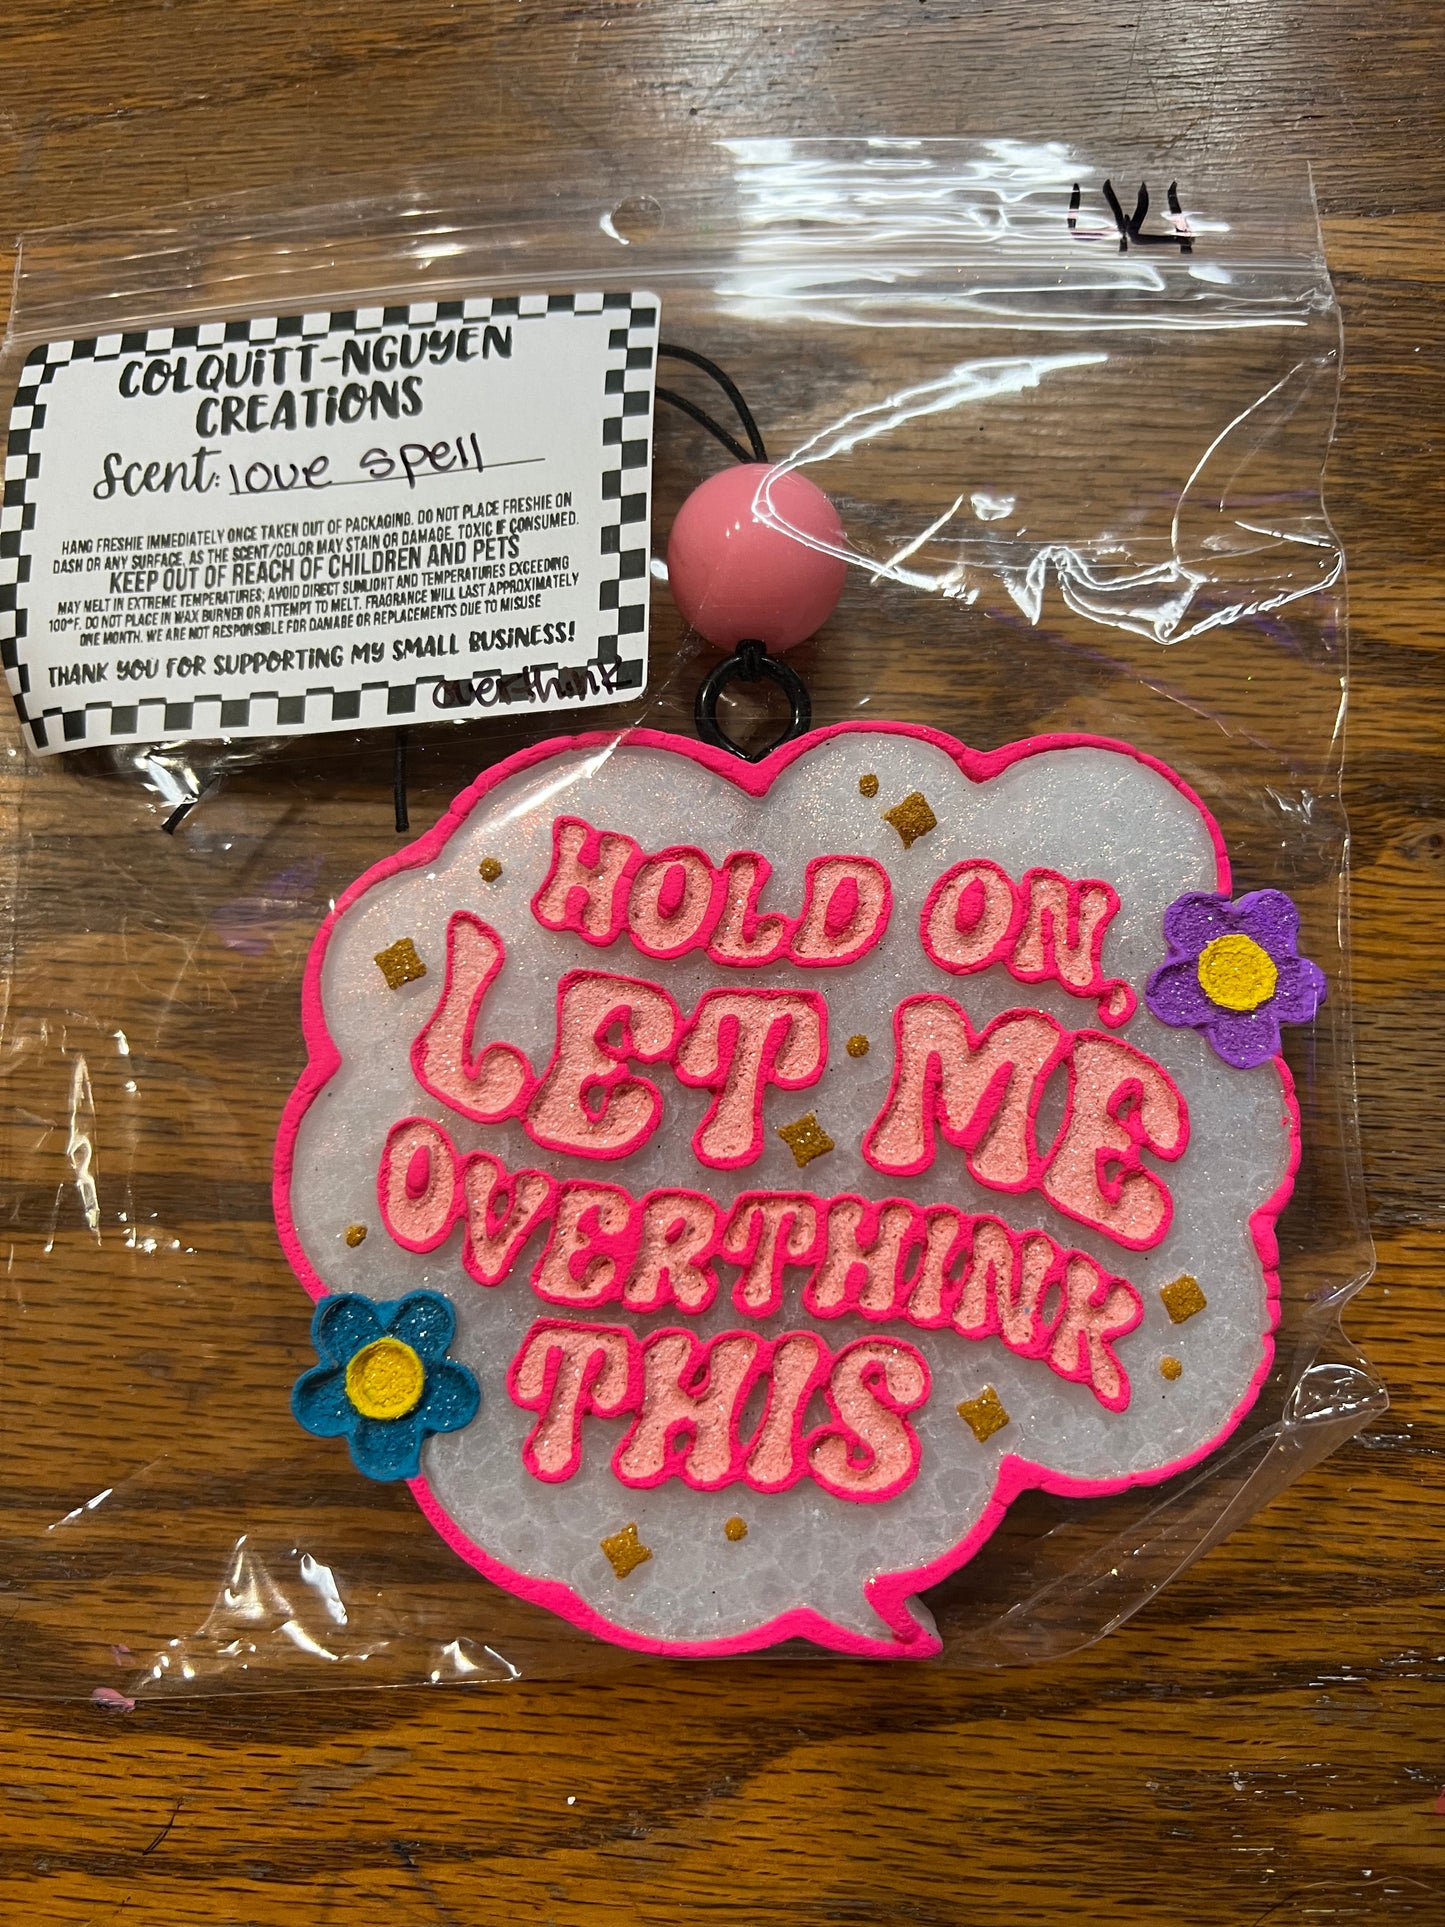 LVL
COLQUITT-NGUYEN
CREATIONS
Scent: love spell
HANG FRESHIE IMMEDIATELY ONCE TAKEN OUT OF PACKAGING. DO NOT PLACE FRESHIE ON
DASH OR ANY SURFACE, AS THE SCENT/COLOR MAY STAIN OR DAMAGE. TOXIC IF CONSUMED.
KEEP OUT OF REACH OF CHILDREN AND PETS
MAY MELT IN EXTREME TEMPERATURES; AVOID DIRECT SUNLIGHT AND TEMPERATURES EXCEEDING
100°F. DO NOT PLACE IN WAX BURNER OR ATTEMPT TO MELT. FRAGRANCE WILL LAST APPROXIMATELY
ONE MONTH. WE ARE NOT RESPONSIBLE FOR DAMAGE OR REPLACEMENTS DUE TO MISUSE
THANK YOU FOR SUPPORTING MY SMALL BUSINESS!
overthink
HOLD ON,
LET ME
OVERTHINK
THIS